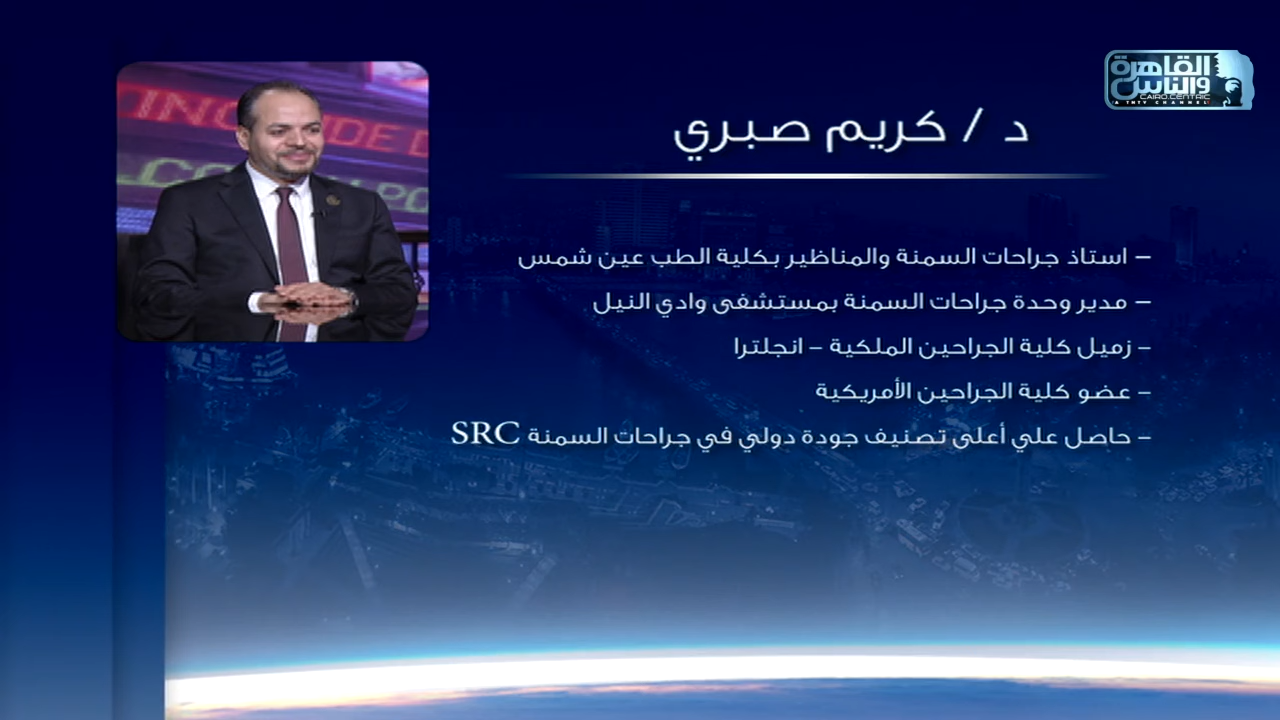 القاهرة
والناس
CAIRO.CENTRIC
A TNTV CHANNEL
د / كريم صبري
– استاذ جراحات السمنة والمناظير بكلية الطب عين شمس
– مدير وحدة جراحات السمنة بمستشفى وادي النيل
– زميل كلية الجراحين الملكية – انجلترا
– عضو كلية الجراحين الأمريكية
– حاصل علي أعلى تصنيف جودة دولي في جراحات السمنة SRC